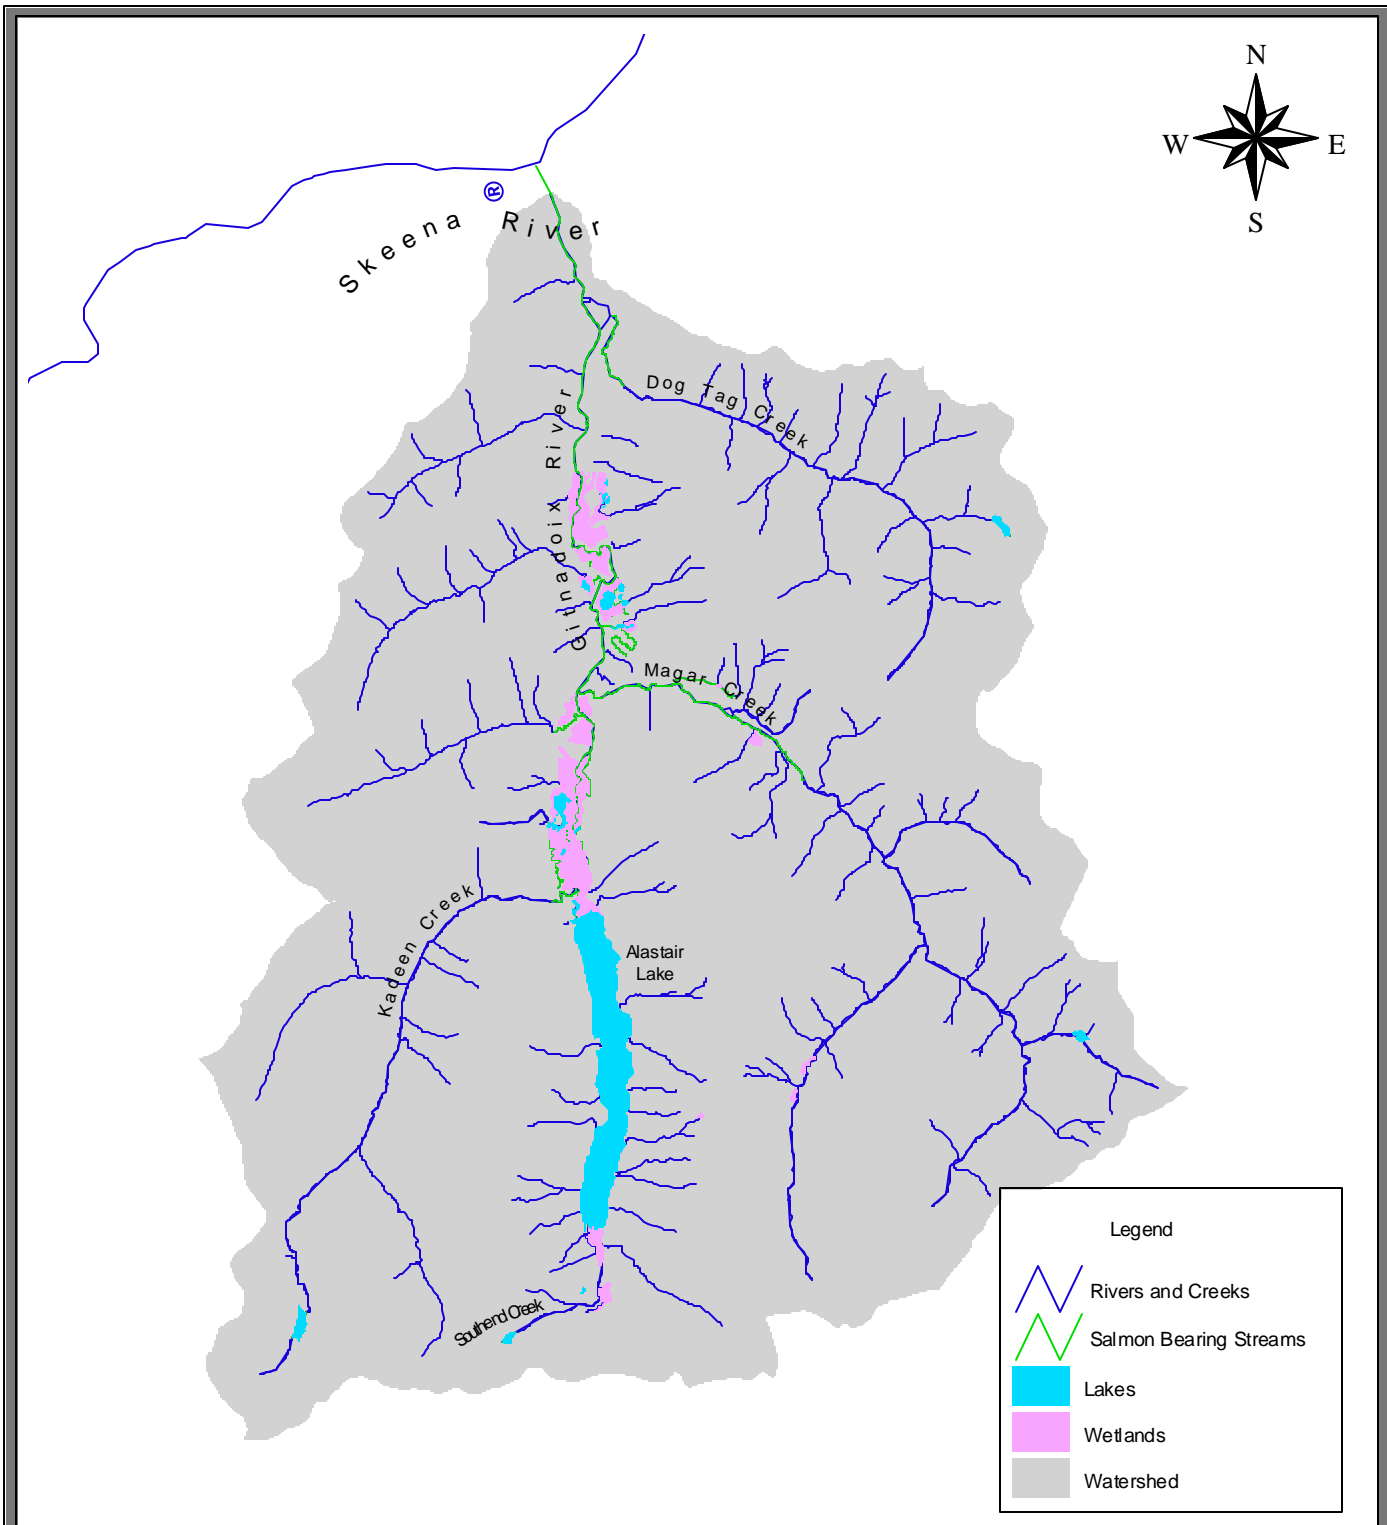 N
W E
S
®
Skeena River
Dog Tag Creek
Gitnadoix River
Magar Creek
Kadeen Creek
Alastair
Lake
Southend Creek
Legend
Rivers and Creeks
Salmon Bearing Streams
Lakes
Wetlands
Watershed